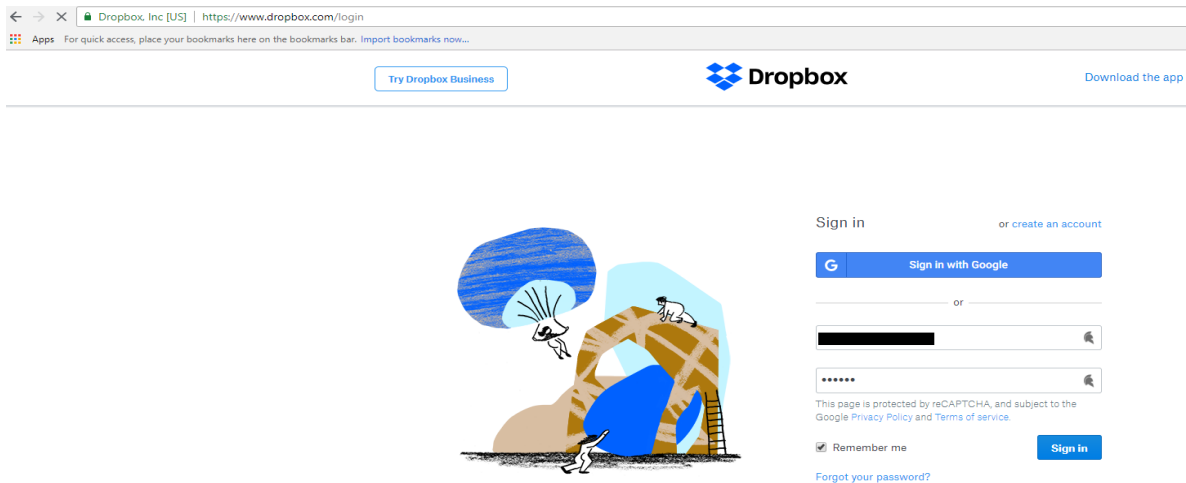 Dropbox, Inc [US] | https://www.dropbox.com/login
Apps For quick access, place your bookmarks here on the bookmarks bar. Import bookmarks now...
Try Dropbox Business
Dropbox
Download the app
Sign in
or create an account
G Sign in with Google
or
••••••
This page is protected by reCAPTCHA, and subject to the
Google Privacy Policy and Terms of service.
Remember me
Sign in
Forgot your password?